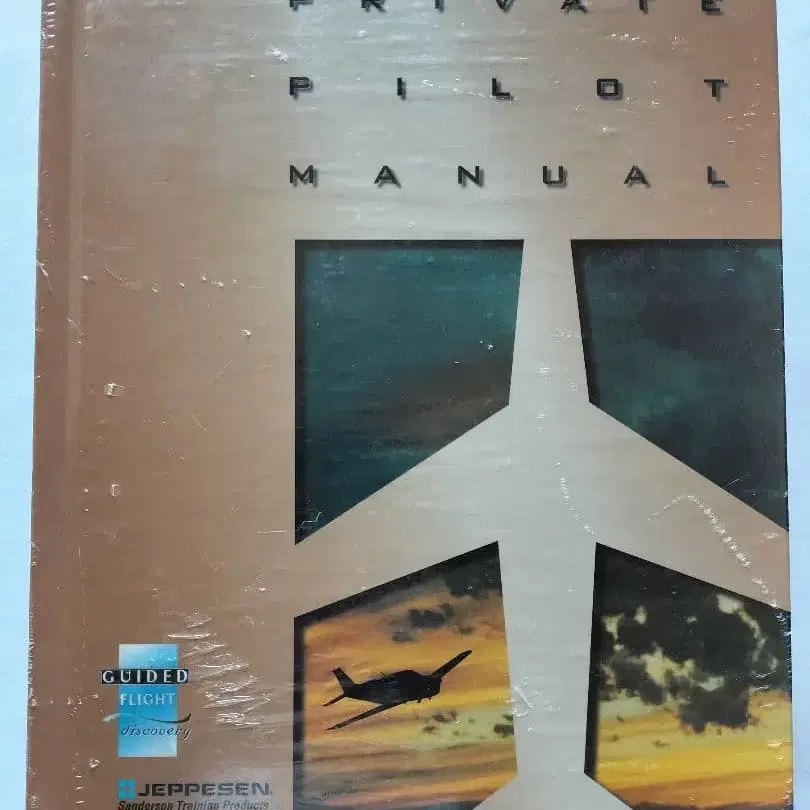 PRIVATE
PILOT
MANUAL
GUIDED
FLIGHT
discovery
JEPPESEN®
Sanderson Training Products